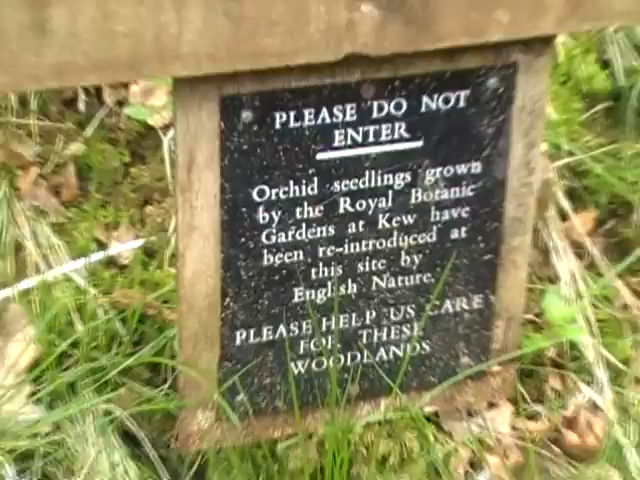 PLEASE DO NOT
ENTER
Orchid seedlings grown
by the Royal Botanic
Gardens at Kew have
been re-introduced at
this site by
English Nature.
PLEASE HELP US CARE
FOR THESE
WOODLANDS